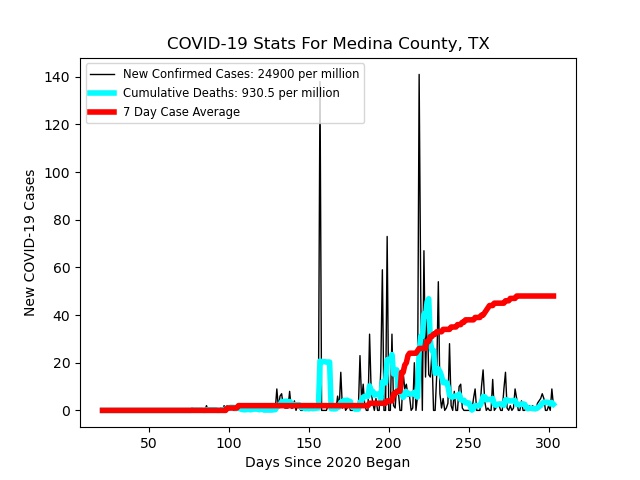 COVID-19 Stats For Medina County, TX
New Confirmed Cases: 24900 per million
Cumulative Deaths: 930.5 per million
7 Day Case Average
140
120
100
80
60
40
20
0
New COVID-19 Cases
50 100 150 200 250 300
Days Since 2020 Began